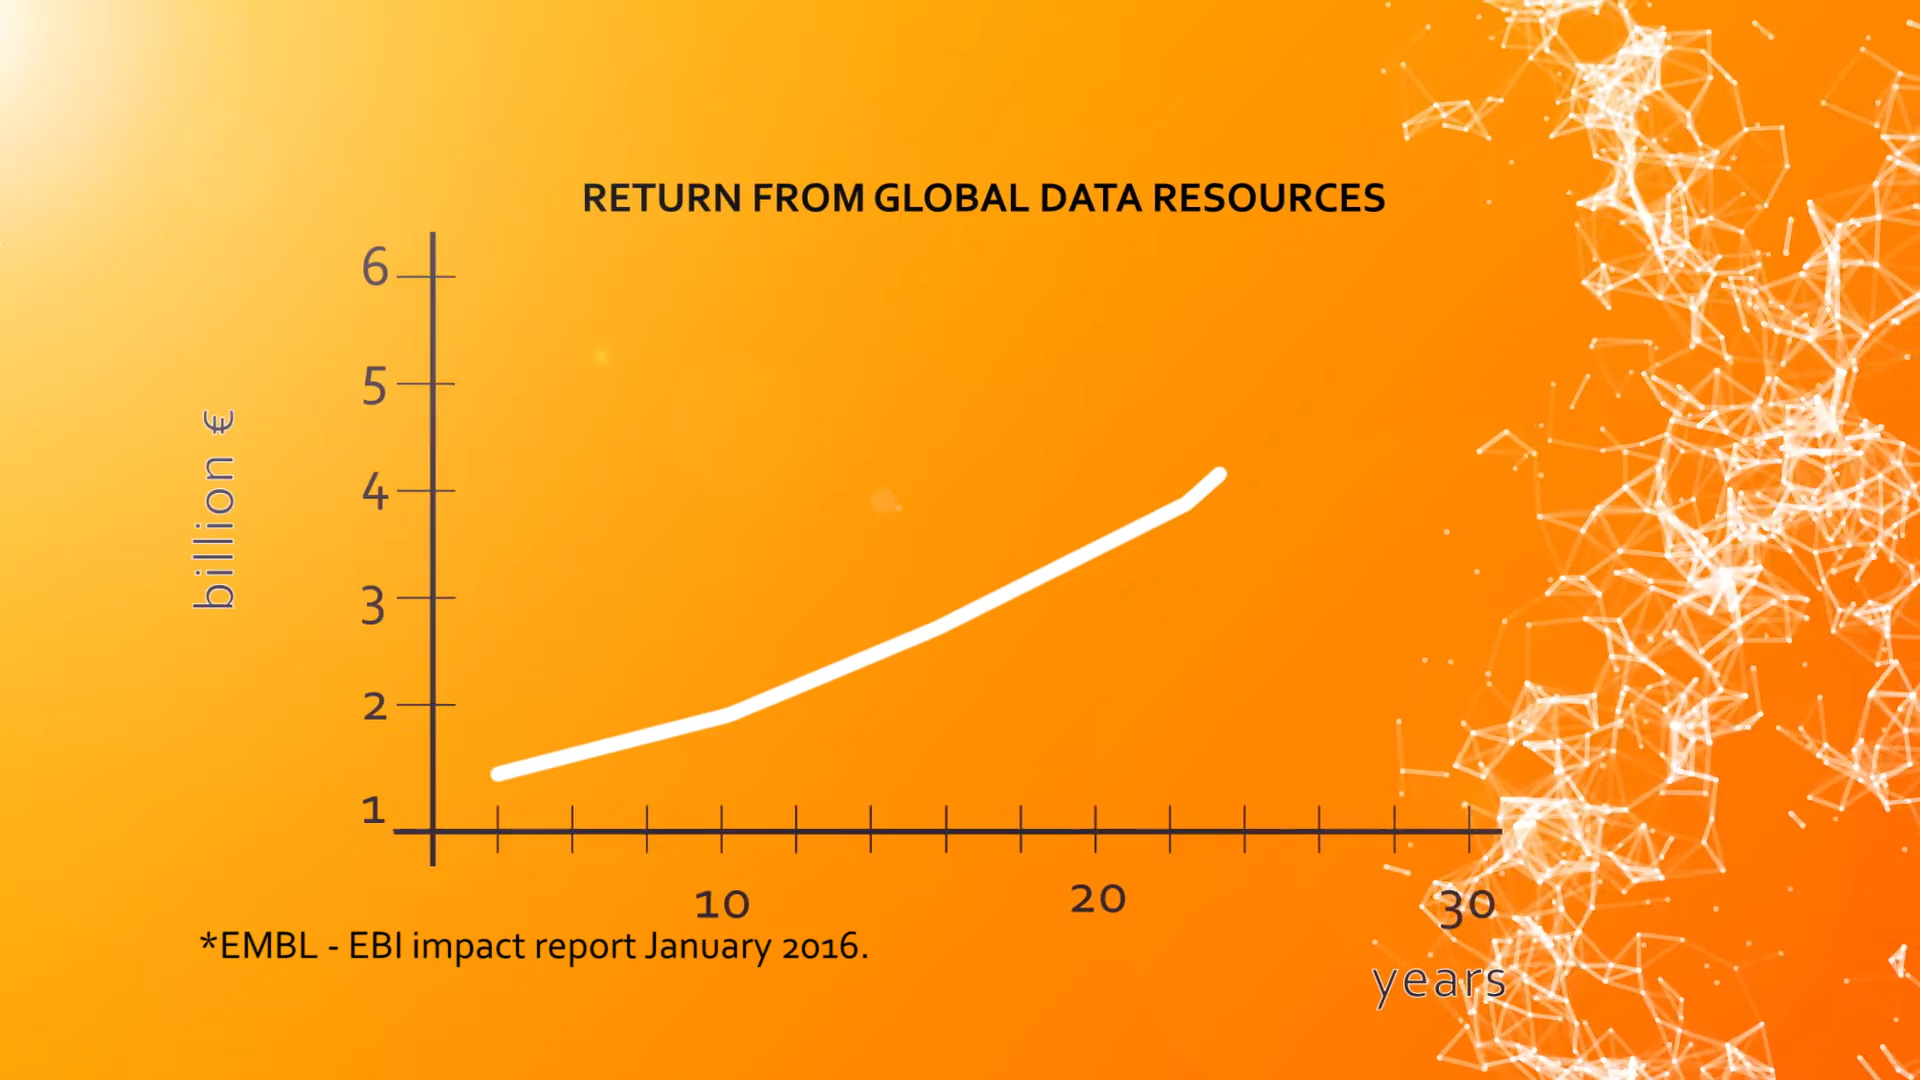 RETURN FROM GLOBAL DATA RESOURCES
6
5
4
3
2
1
billion €
10 20 30
*EMBL - EBI impact report January 2016.
years